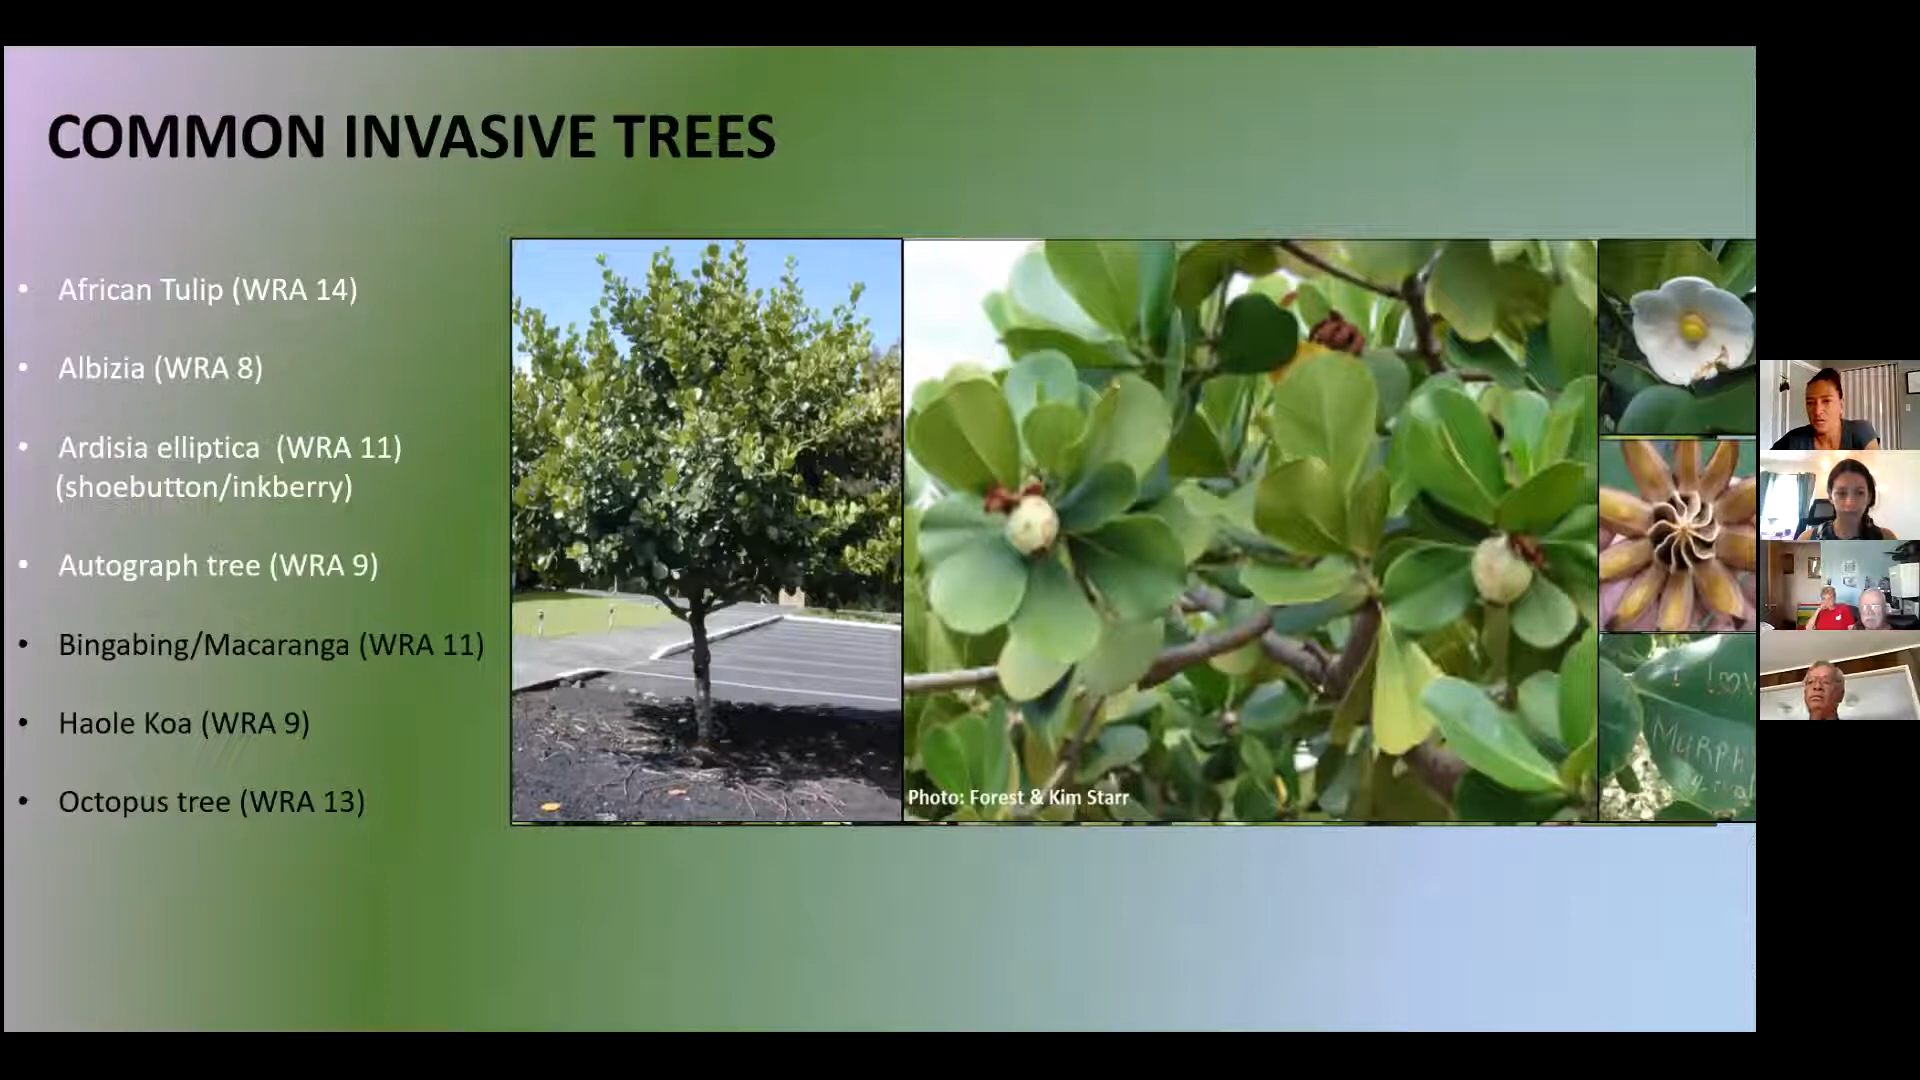 COMMON INVASIVE TREES
• African Tulip (WRA 14)
• Albizia (WRA 8)
• Ardisia elliptica (WRA 11)
(shoebutton/inkberry)
• Autograph tree (WRA 9)
• Bingabing/Macaranga (WRA 11)
• Haole Koa (WRA 9)
• Octopus tree (WRA 13)
Photo: Forest & Kim Starr